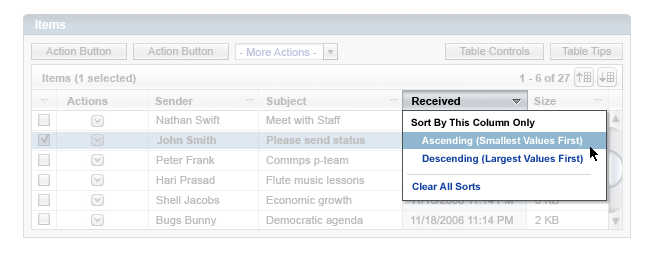 Items
Action Button Action Button - More Actions - Table Controls Table Tips
Items (1 selected) 1 - 6 of 27
Actions Sender Subject Received Size
Nathan Swift Meet with Staff Sort By This Column Only
John Smith Please send status Ascending (Smallest Values First)
Peter Frank Commps p-team Descending (Largest Values First)
Hari Prasad Flute music lessons Clear All Sorts
Shell Jacobs Economic growth 11/18/2006 11:14 PM KB
Bugs Bunny Democratic agenda 11/18/2006 11:14 PM 2 KB